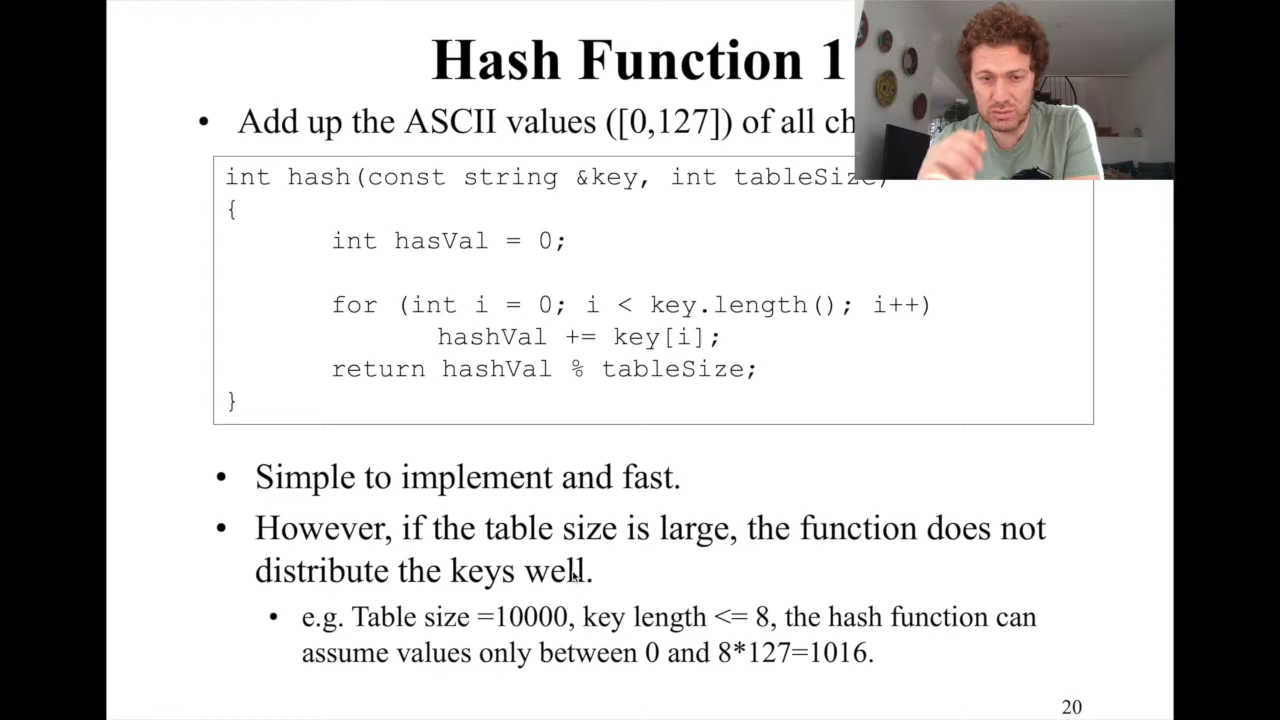 Hash Function 1
• Add up the ASCII values ([0,127]) of all
int hash(const string &key, int tableSize)
{
int hasVal = 0;
for (int i = 0; i < key.length(); i++)
hashVal += key[i];
return hashVal % tableSize;
}
• Simple to implement and fast.
• However, if the table size is large, the function does not
distribute the keys well.
• e.g. Table size =10000, key length <= 8, the hash function can
assume values only between 0 and 8*127=1016.
20